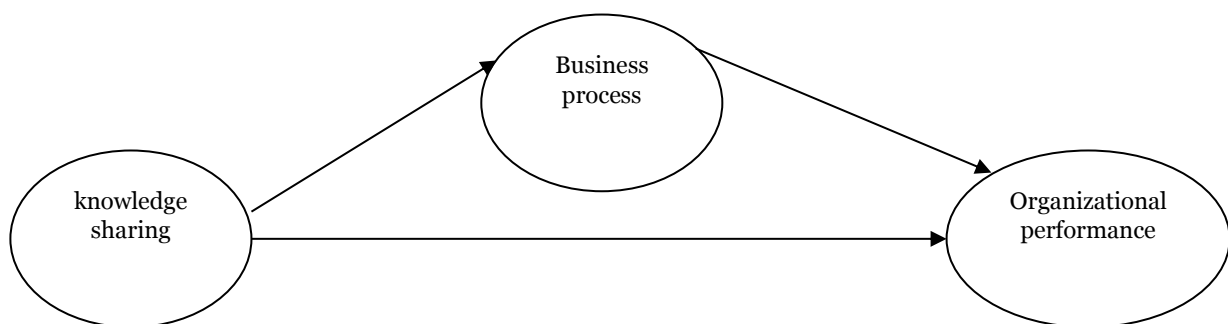 Business
process
knowledge
sharing
Organizational
performance